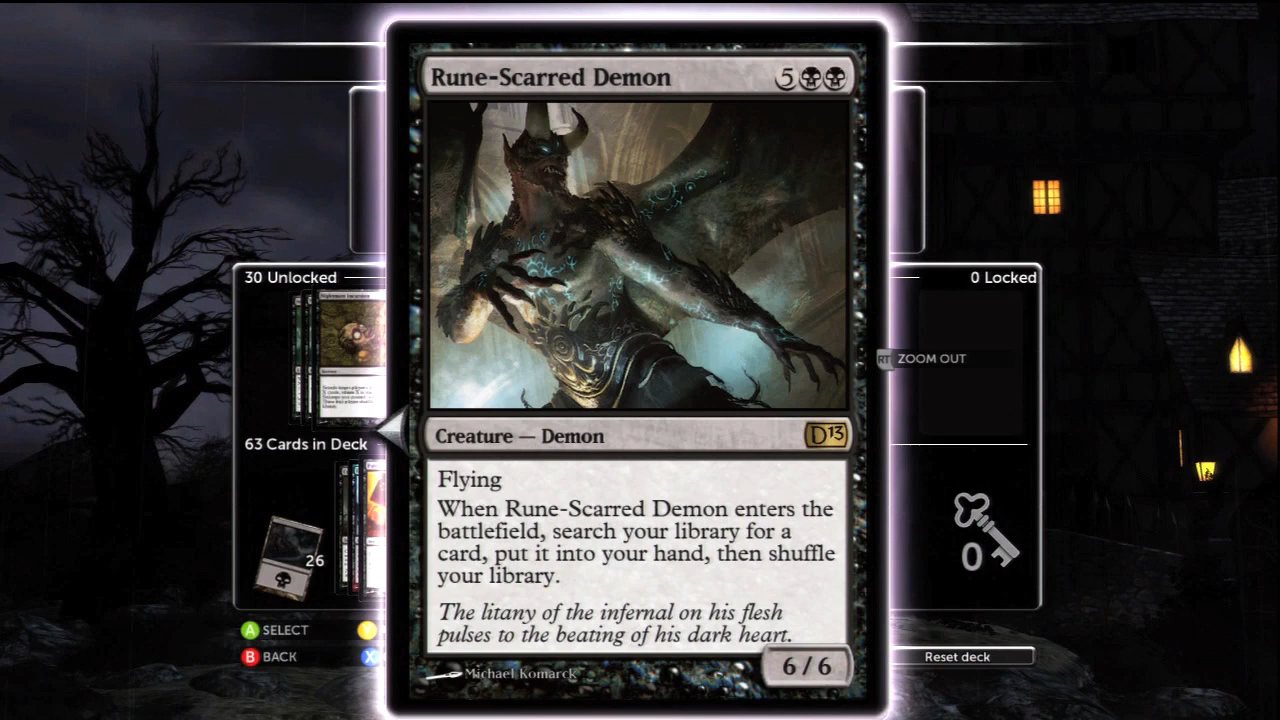 Rune-Scarred Demon 5
30 Unlocked
0 Locked
RT ZOOM OUT
63 Cards in Deck
Creature — Demon D13
Flying
When Rune-Scarred Demon enters the
battlefield, search your library for a
card, put it into your hand, then shuffle
your library.
The litany of the infernal on his flesh
pulses to the beating of his dark heart.
26
0
A SELECT
Y
B BACK
X
Reset deck
6/6
Michael Komarck